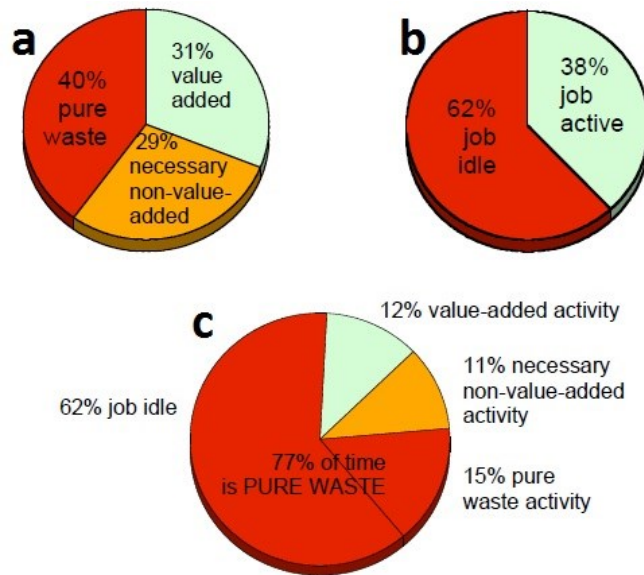 a
31%
value
added
40%
pure
waste
29%
necessary
non-value-
added
b
38%
job
active
62%
job
idle
c
12% value-added activity
11% necessary
non-value-added
activity
62% job idle
77% of time
is PURE WASTE
15% pure
waste activity